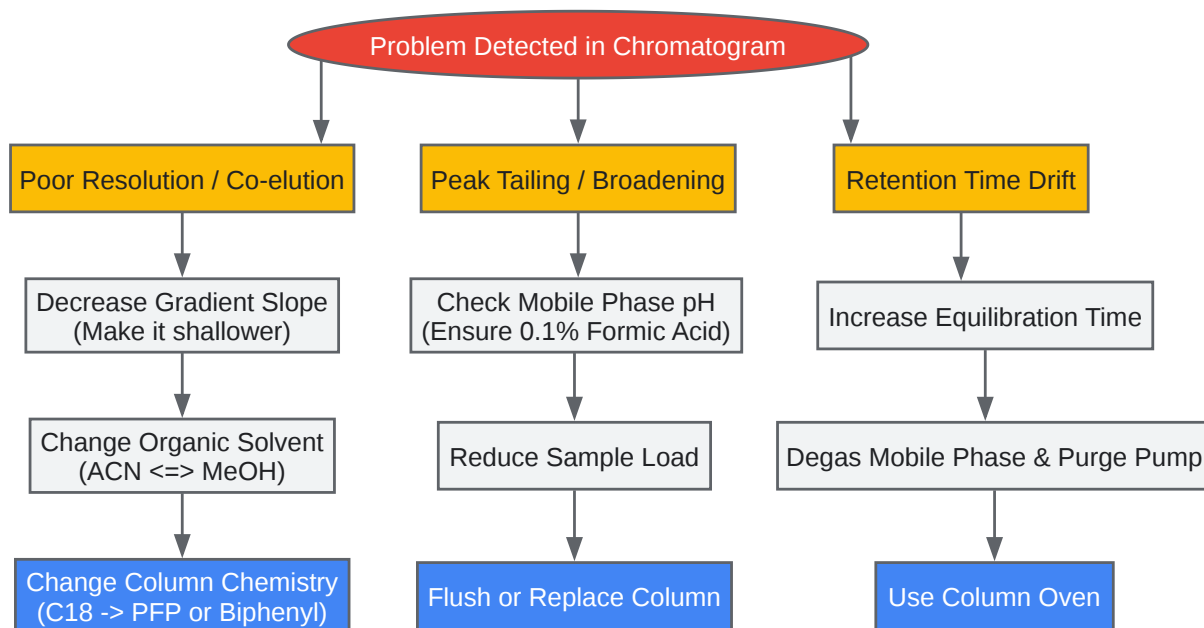 Problem Detected in Chromatogram
Poor Resolution / Co-elution
Peak Tailing / Broadening
Retention Time Drift
Decrease Gradient Slope
(Make it shallower)
Check Mobile Phase pH
(Ensure 0.1% Formic Acid)
Increase Equilibration Time
Change Organic Solvent
(ACN <=> MeOH)
Reduce Sample Load
Degas Mobile Phase & Purge Pump
Change Column Chemistry
(C18 -> PFP or Biphenyl)
Flush or Replace Column
Use Column Oven